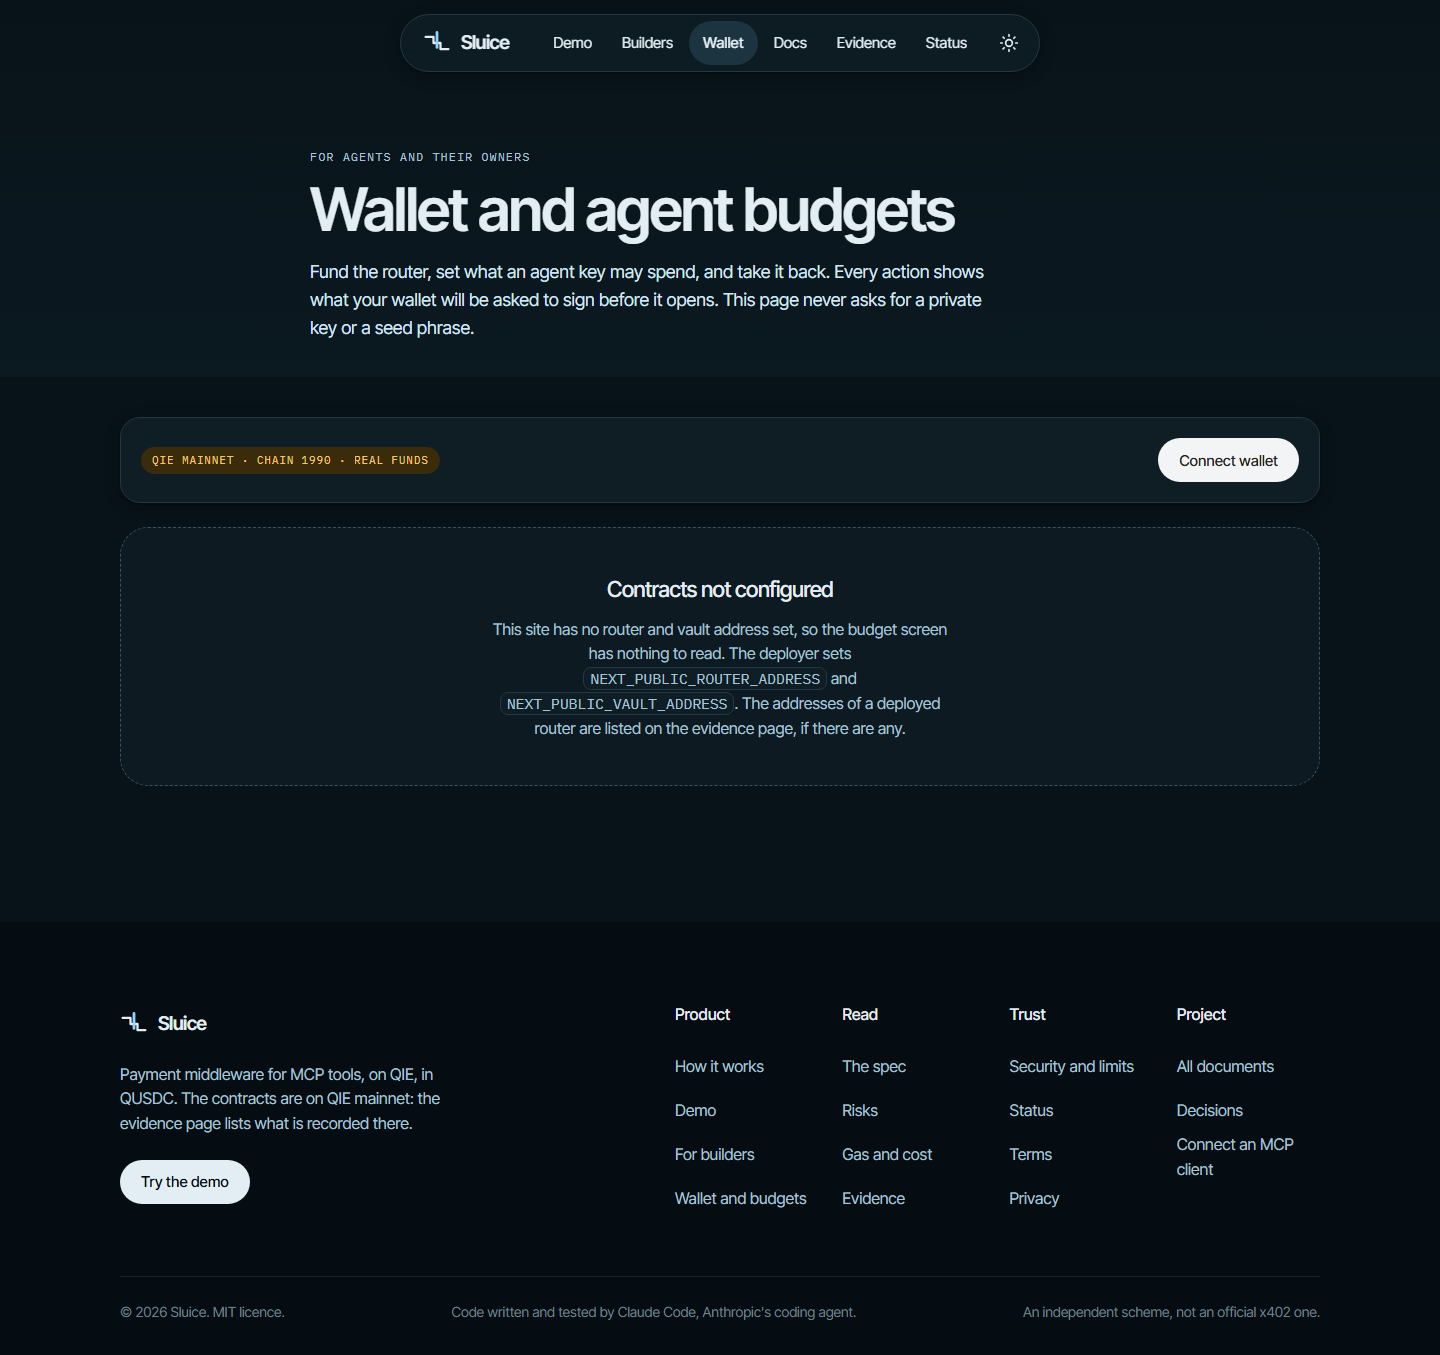 Sluice
Demo
Builders
Wallet
Docs
Evidence
Status
FOR AGENTS AND THEIR OWNERS
Wallet and agent budgets
Fund the router, set what an agent key may spend, and take it back. Every action shows
what your wallet will be asked to sign before it opens. This page never asks for a private
key or a seed phrase.
QIE MAINNET · CHAIN 1990 · REAL FUNDS
Connect wallet
Contracts not configured
This site has no router and vault address set, so the budget screen
has nothing to read. The deployer sets
NEXT_PUBLIC_ROUTER_ADDRESS and
NEXT_PUBLIC_VAULT_ADDRESS. The addresses of a deployed
router are listed on the evidence page, if there are any.
Sluice
Payment middleware for MCP tools, on QIE, in
QUSDC. The contracts are on QIE mainnet: the
evidence page lists what is recorded there.
Try the demo
Product
How it works
Demo
For builders
Wallet and budgets
Read
The spec
Risks
Gas and cost
Evidence
Trust
Security and limits
Status
Terms
Privacy
Project
All documents
Decisions
Connect an MCP
client
© 2026 Sluice. MIT licence.
Code written and tested by Claude Code, Anthropic's coding agent.
An independent scheme, not an official x402 one.